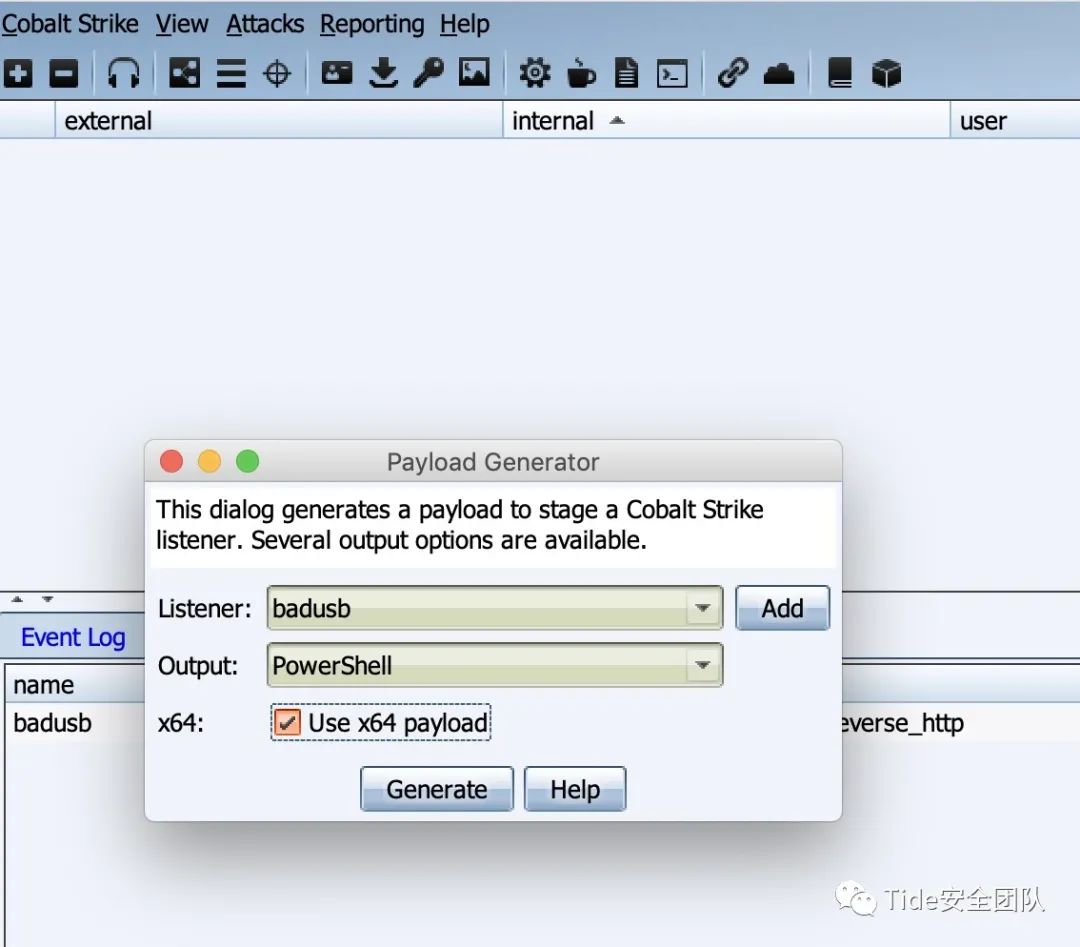 Cobalt Strike View Attacks Reporting Help
external internal user
Payload Generator
This dialog generates a payload to stage a Cobalt Strike
listener. Several output options are available.
Listener: badusb Add
Output: PowerShell
x64: Use x64 payload
Generate Help
Event Log
name
badusb everse_http
Tide安全团队